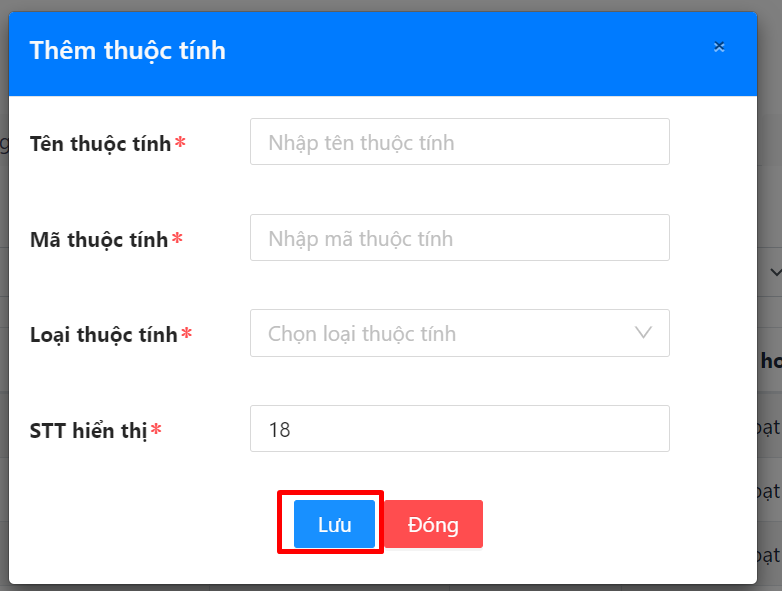 Thêm thuộc tính
Tên thuộc tính*
Nhập tên thuộc tính
Mã thuộc tính*
Nhập mã thuộc tính
Loại thuộc tính*
Chọn loại thuộc tính
STT hiển thị*
18
Lưu
Đóng